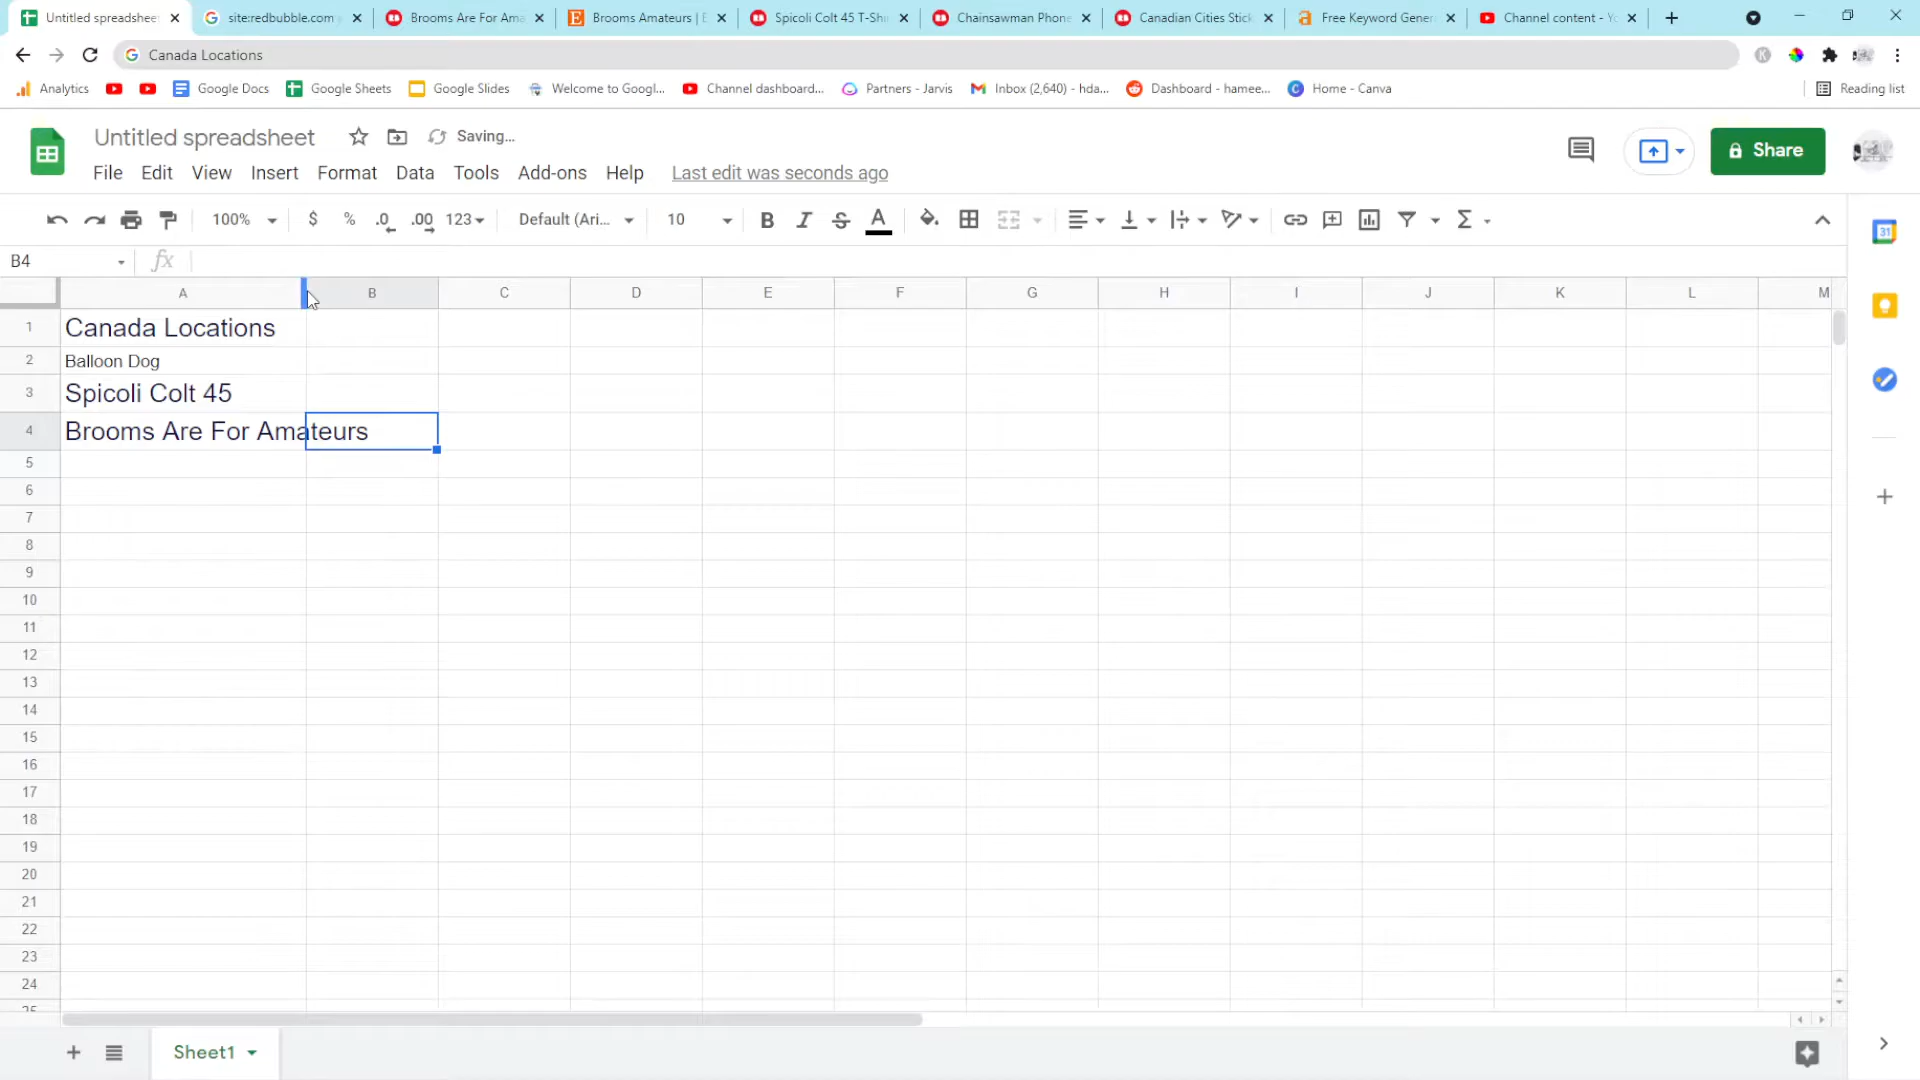 Untitled spreadshee site:redbubble.com Brooms Are For Ama Brooms Amateurs | E Spicoli Colt 45 T-Shi Chainsawman Phone Canadian Cities Stick Free Keyword Gener Channel content - Yo
Canada Locations
Analytics Google Docs Google Sheets Google Slides Welcome to Googl... Channel dashboard... Partners - Jarvis Inbox (2,640) - hda... Dashboard - hamee... Home - Canva Reading list
Untitled spreadsheet Saving... Share
File Edit View Insert Format Data Tools Add-ons Help Last edit was seconds ago
100% $ % .0 .00 123 Default (Ari... 10 B I S A Σ 31
B4 fx
A B C D E F G H I J K L M
1 Canada Locations
2 Balloon Dog
3 Spicoli Colt 45
4 Brooms Are For Amateurs
5
6
7
8
9
10
11
12
13
14
15
16
17
18
19
20
21
22
23
24
25
Sheet1